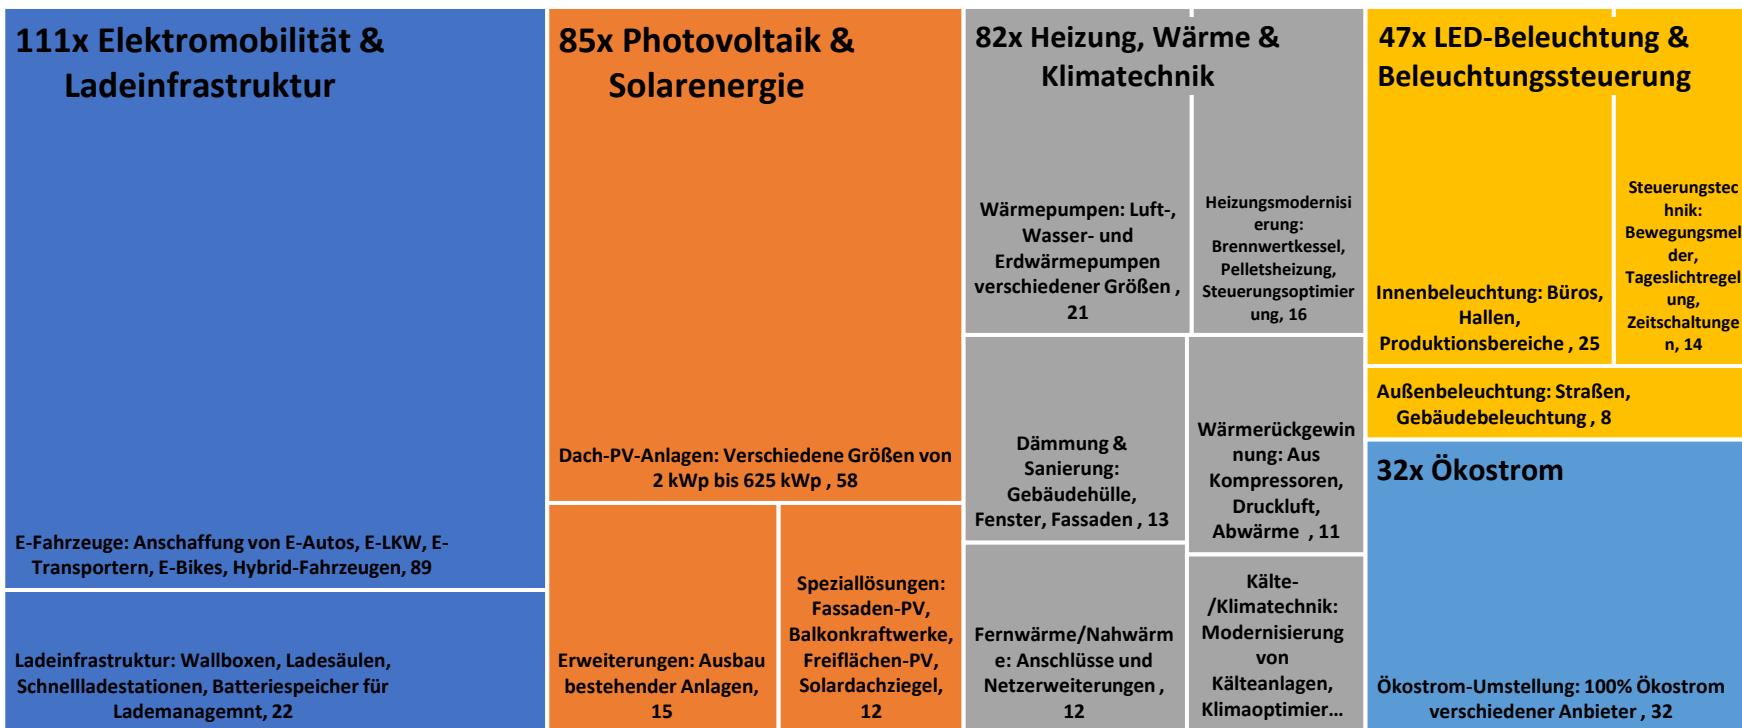 111x Elektromobilität &
Ladeinfrastruktur
E-Fahrzeuge: Anschaffung von E-Autos, E-LKW, E-
Transportern, E-Bikes, Hybrid-Fahrzeugen, 89
Ladeinfrastruktur: Wallboxen, Ladesäulen,
Schnellladestationen, Batteriespeicher für
Lademanagemnt, 22
85x Photovoltaik &
Solarenergie
Dach-PV-Anlagen: Verschiedene Größen von
2 kWp bis 625 kWp , 58
Erweiterungen: Ausbau
bestehender Anlagen,
15
Speziallösungen:
Fassaden-PV,
Balkonkraftwerke,
Freiflächen-PV,
Solardachziegel,
12
82x Heizung, Wärme &
Klimatechnik
Wärmepumpen: Luft-,
Wasser- und
Erdwärmepumpen
verschiedener Größen ,
21
Heizungsmodernisi
erung:
Brennwertkessel,
Pelletsheizung,
Steuerungsoptimier
ung, 16
Dämmung &
Sanierung:
Gebäudehülle,
Fenster, Fassaden , 13
Wärmerückgewin
nung: Aus
Kompressoren,
Druckluft,
Abwärme , 11
Fernwärme/Nahwärm
e: Anschlüsse und
Netzerweiterungen ,
12
Kälte-
/Klimatechnik:
Modernisierung
von
Kälteanlagen,
Klimaoptimier...
47x LED-Beleuchtung &
Beleuchtungssteuerung
Innenbeleuchtung: Büros,
Hallen,
Produktionsbereiche , 25
Steuerungstec
hnik:
Bewegungsmel
der,
Tageslichtregel
ung,
Zeitschaltunge
n, 14
Außenbeleuchtung: Straßen,
Gebäudebeleuchtung , 8
32x Ökostrom
Ökostrom-Umstellung: 100% Ökostrom
verschiedener Anbieter , 32